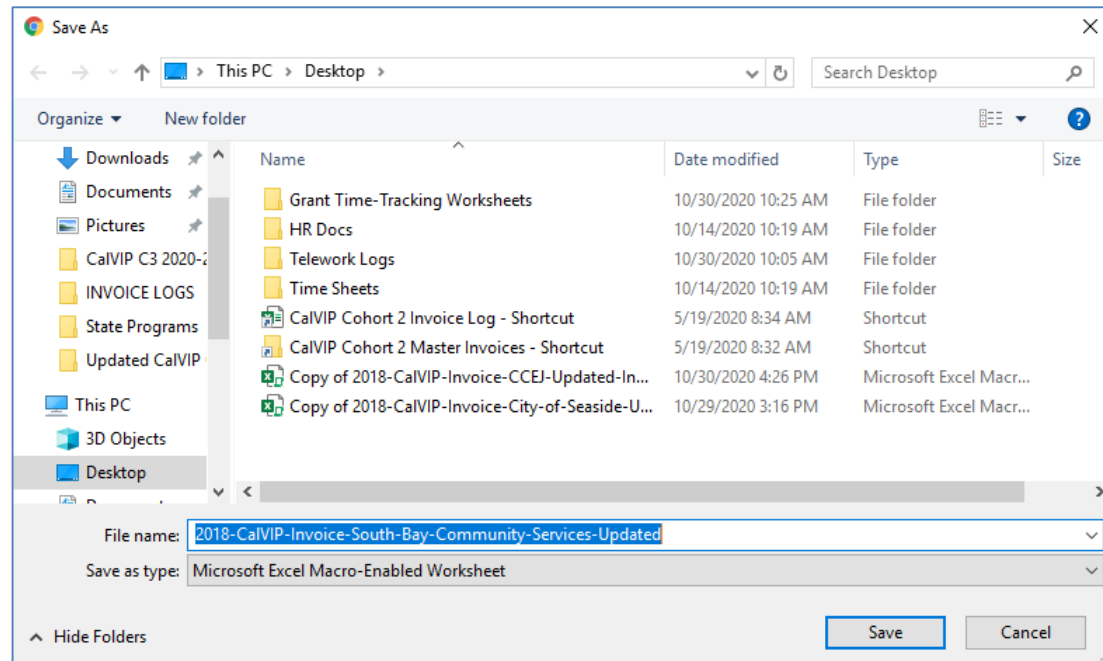 Save As
This PC > Desktop >
Search Desktop
Organize
New folder
Name
Date modified
Type
Size
Downloads
Documents
Pictures
CalVIP C3 2020-2
INVOICE LOGS
State Programs
Updated CalVIP
This PC
3D Objects
Desktop
Grant Time-Tracking Worksheets 10/30/2020 10:25 AM File folder
HR Docs 10/14/2020 10:19 AM File folder
Telework Logs 10/30/2020 10:05 AM File folder
Time Sheets 10/14/2020 10:19 AM File folder
CalVIP Cohort 2 Invoice Log - Shortcut 5/19/2020 8:34 AM Shortcut
CalVIP Cohort 2 Master Invoices - Shortcut 5/19/2020 8:32 AM Shortcut
Copy of 2018-CalVIP-Invoice-CCEJ-Updated-In... 10/30/2020 4:26 PM Microsoft Excel Macr...
Copy of 2018-CalVIP-Invoice-City-of-Seaside-U... 10/29/2020 3:16 PM Microsoft Excel Macr...
File name: 2018-CalVIP-Invoice-South-Bay-Community-Services-Updated
Save as type: Microsoft Excel Macro-Enabled Worksheet
Hide Folders
Save
Cancel